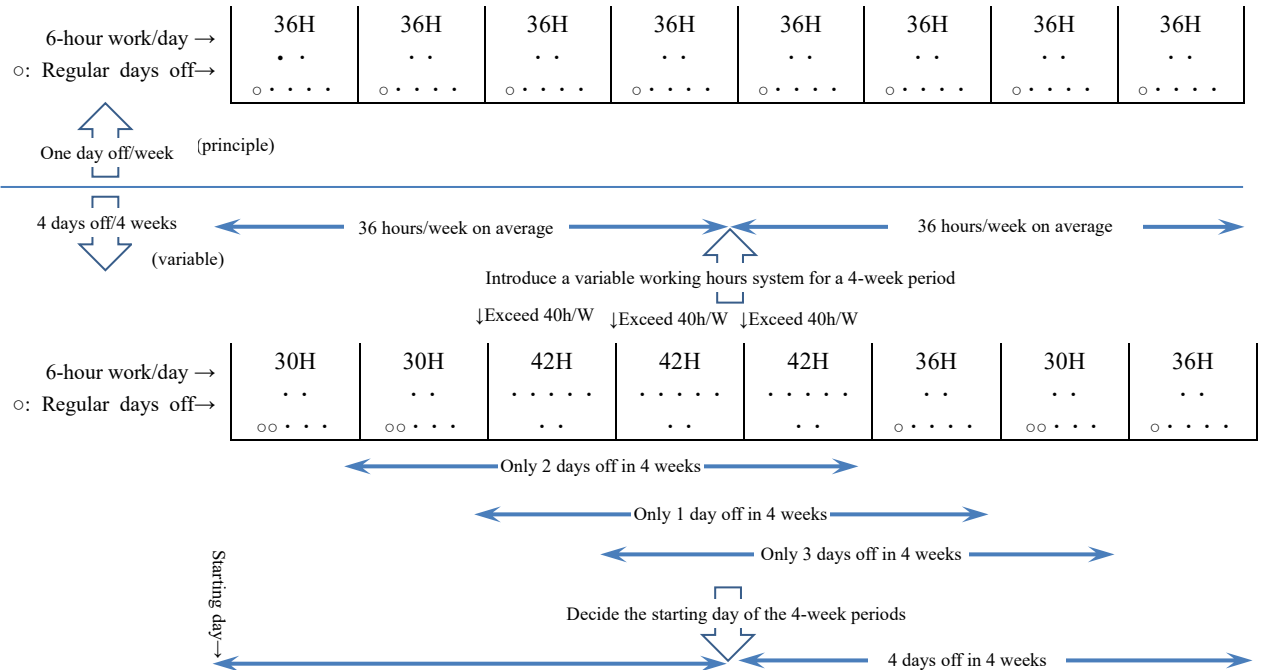 36H 36H 36H 36H 36H 36H 36H 36H
6-hour work/day →
・ ・ ・ ・ ・ ・ ・ ・ ・ ・ ・ ・ ・ ・ ・ ・
○: Regular days off→
○・・・・ ○・・・・ ○・・・・ ○・・・・ ○・・・・ ○・・・・ ○・・・・ ○・・・・
One day off/week (principle)
4 days off/4 weeks
36 hours/week on average 36 hours/week on average
(variable)
Introduce a variable working hours system for a 4-week period
↓Exceed 40h/W ↓Exceed 40h/W ↓Exceed 40h/W
30H 30H 42H 42H 42H 36H 30H 36H
6-hour work/day →
・・ ・・ ・・・・・ ・・・・・ ・・・・・ ・・ ・・ ・・
○: Regular days off→
○○・・・ ○○・・・ ・・ ・・ ・・ ○・・・・ ○○・・・ ○・・・・
Only 2 days off in 4 weeks
Only 1 day off in 4 weeks
Only 3 days off in 4 weeks
Starting day→
Decide the starting day of the 4-week periods
4 days off in 4 weeks